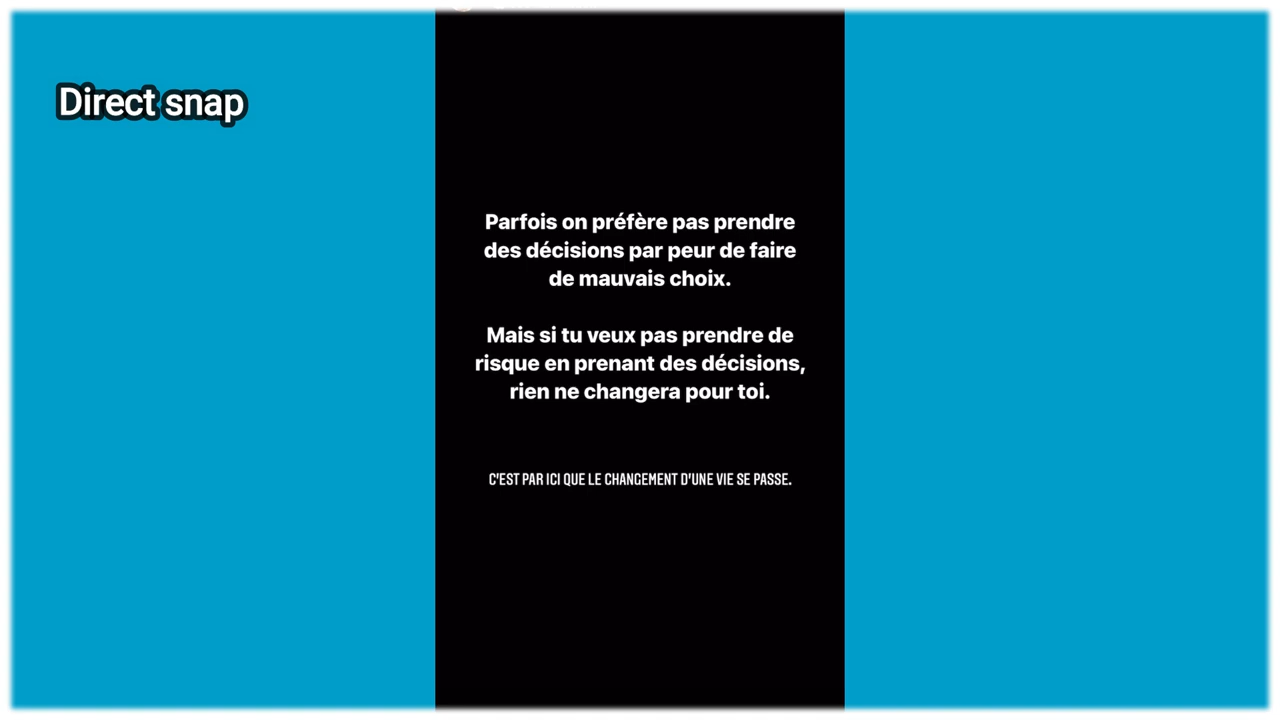 Direct snap
Parfois on préfère pas prendre
des décisions par peur de faire
de mauvais choix.
Mais si tu veux pas prendre de
risque en prenant des décisions,
rien ne changera pour toi.
C'EST PAR ICI QUE LE CHANGEMENT D'UNE VIE SE PASSE.